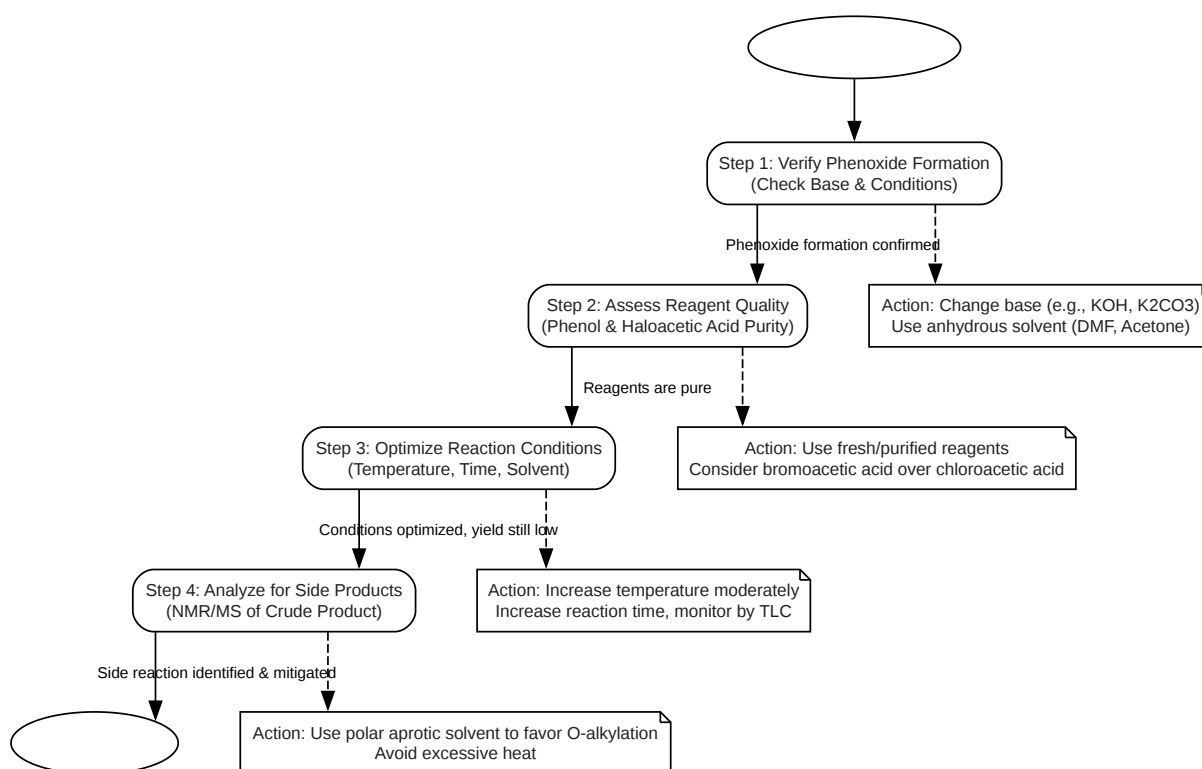 Step 1: Verify Phenoxide Formation
(Check Base & Conditions)
Phenoxide formation confirmed
Step 2: Assess Reagent Quality
(Phenol & Haloacetic Acid Purity)
Action: Change base (e.g., KOH, K2CO3)
Use anhydrous solvent (DMF, Acetone)
Reagents are pure
Step 3: Optimize Reaction Conditions
(Temperature, Time, Solvent)
Action: Use fresh/purified reagents
Consider bromoacetic acid over chloroacetic acid
Conditions optimized, yield still low
Step 4: Analyze for Side Products
(NMR/MS of Crude Product)
Action: Increase temperature moderately
Increase reaction time, monitor by TLC
Side reaction identified & mitigated
Action: Use polar aprotic solvent to favor O-alkylation
Avoid excessive heat